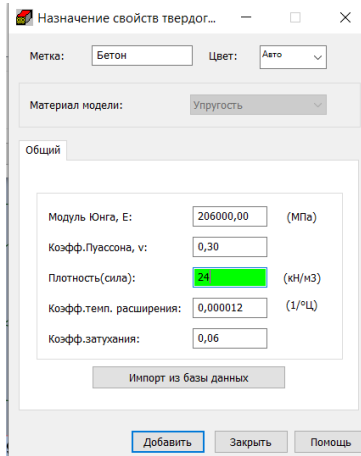 Назначение свойств твердог...
Метка: Бетон Цвет: Авто
Материал модели: Упругость
Общий
Модуль Юнга, E: 206000,00 (МПа)
Коэфф.Пуассона, v: 0,30
Плотность(сила): 24 (кН/м3)
Коэфф.темп. расширения: 0,000012 (1/°Ц)
Коэфф.затухания: 0,06
Импорт из базы данных
Добавить Закрыть Помощь